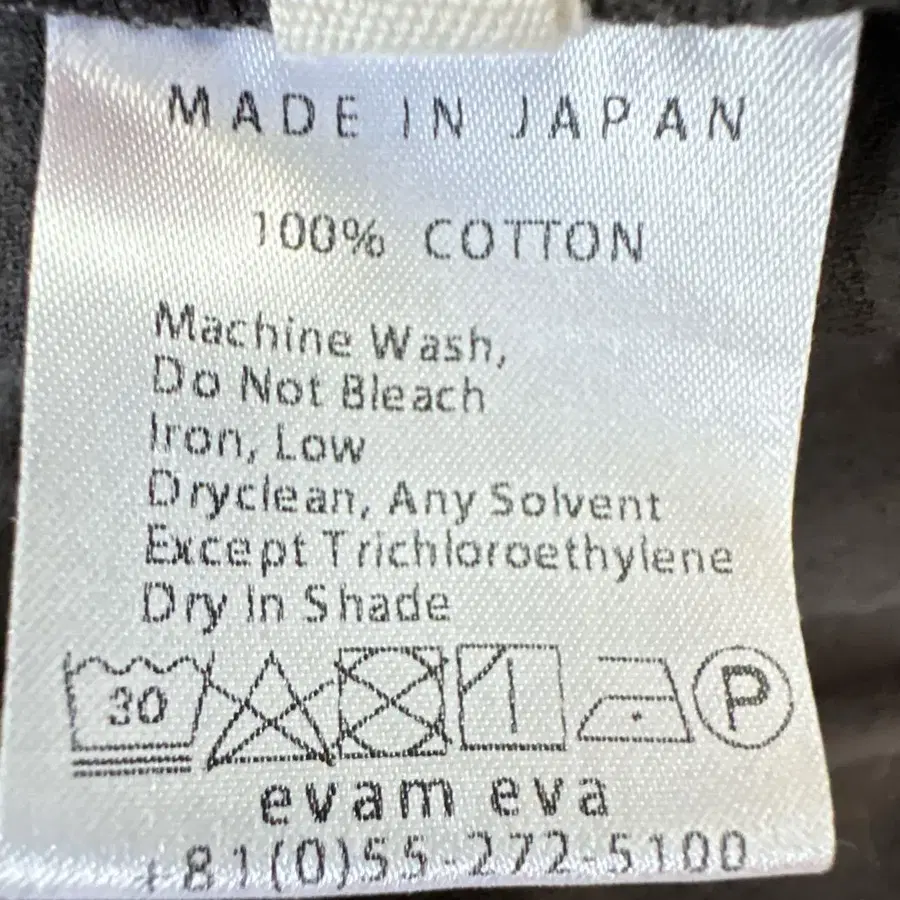 MADE IN JAPAN
100% COTTON
Machine Wash,
Do Not Bleach
Iron, Low
Dryclean, Any Solvent
Except Trichloroethylene
Dry In Shade
30 P
evam eva
+81(0)55-272-5100